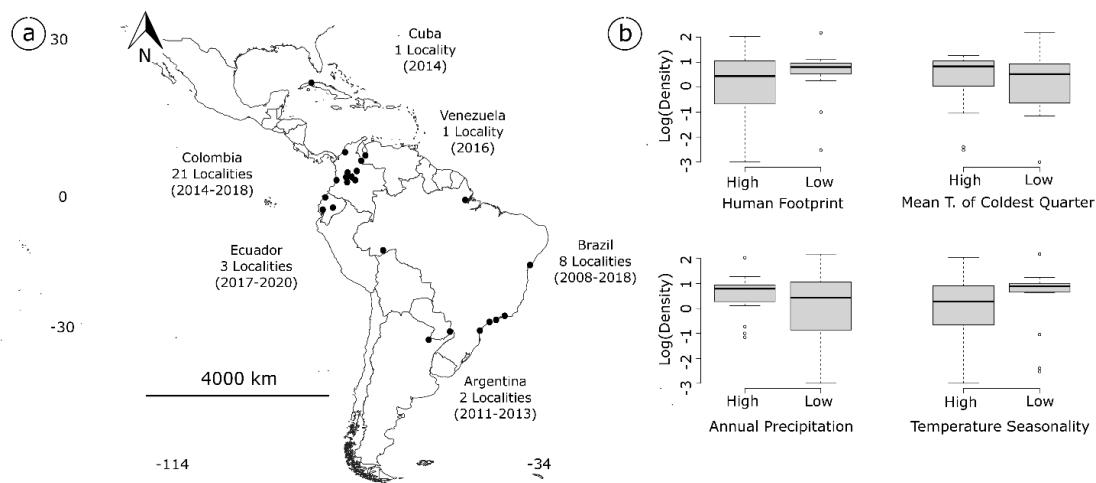 a
30
0
-30
-114
-34
N
Cuba
1 Locality
(2014)
Venezuela
1 Locality
(2016)
Colombia
21 Localities
(2014-2018)
Ecuador
3 Localities
(2017-2020)
Brazil
8 Localities
(2008-2018)
Argentina
2 Localities
(2011-2013)
4000 km
b
Log(Density)
2
1
0
-1
-2
-3
High Low
Human Footprint
High Low
Mean T. of Coldest Quarter
Log(Density)
2
1
0
-1
-2
-3
High Low
Annual Precipitation
High Low
Temperature Seasonality